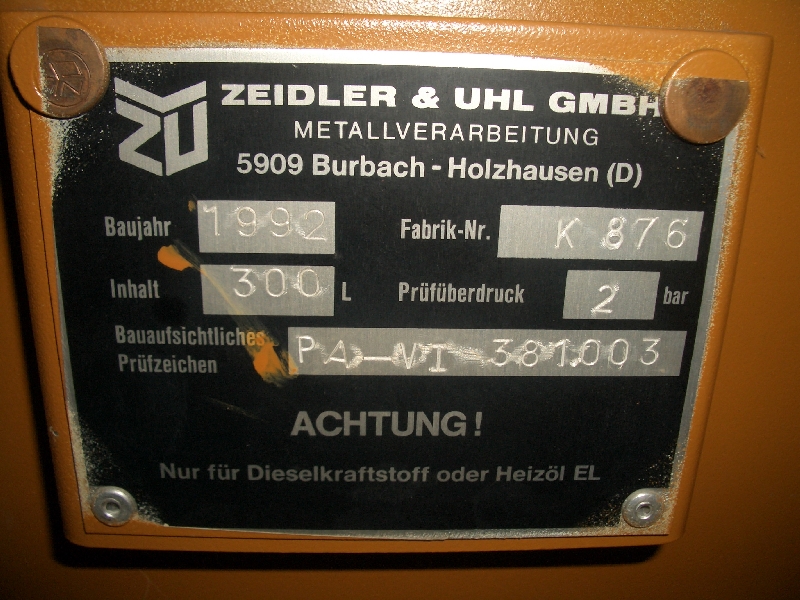 ZU ZEIDLER & UHL GMBH
METALLVERARBEITUNG
5909 Burbach - Holzhausen (D)
Baujahr 1992 Fabrik-Nr. K 876
Inhalt 300 L Prüfüberdruck 2 bar
Bauaufsichtliches
Prüfzeichen PA-VI 381.003
ACHTUNG!
Nur für Dieselkraftstoff oder Heizöl EL